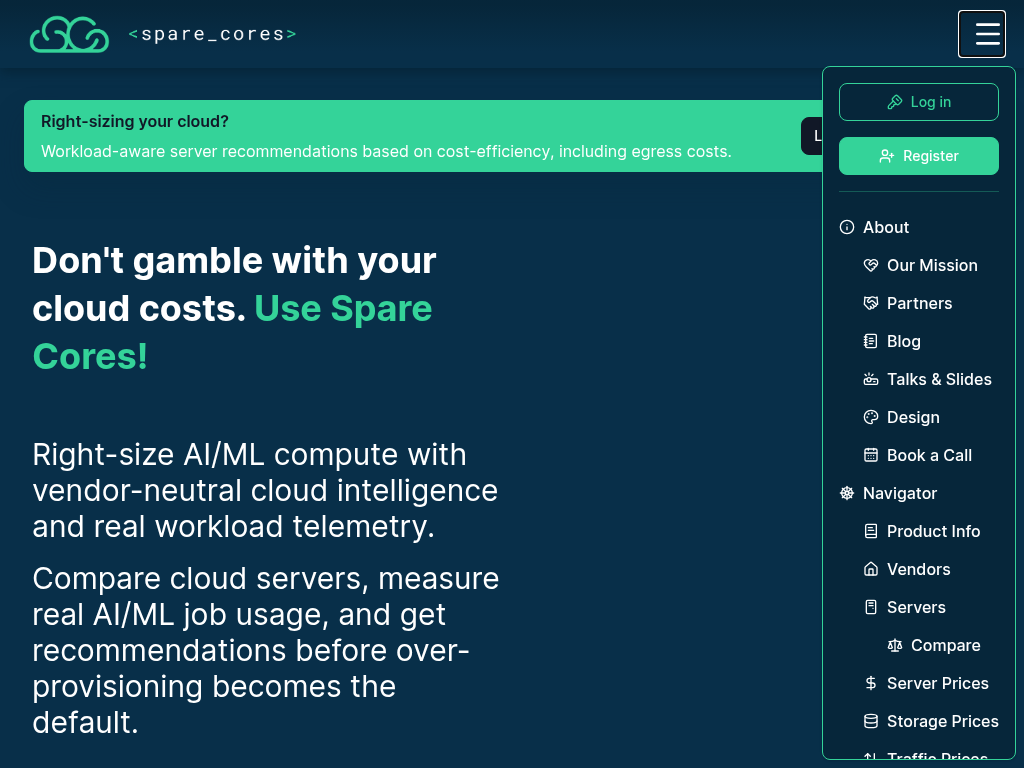 <spare_cores>
Log in
Register
Right-sizing your cloud?
Workload-aware server recommendations based on cost-efficiency, including egress costs.
Don't gamble with your
cloud costs. Use Spare
Cores!
Right-size AI/ML compute with
vendor-neutral cloud intelligence
and real workload telemetry.
Compare cloud servers, measure
real AI/ML job usage, and get
recommendations before over-
provisioning becomes the
default.
About
Our Mission
Partners
Blog
Talks & Slides
Design
Book a Call
Navigator
Product Info
Vendors
Servers
Compare
Server Prices
Storage Prices
Traffic Prices